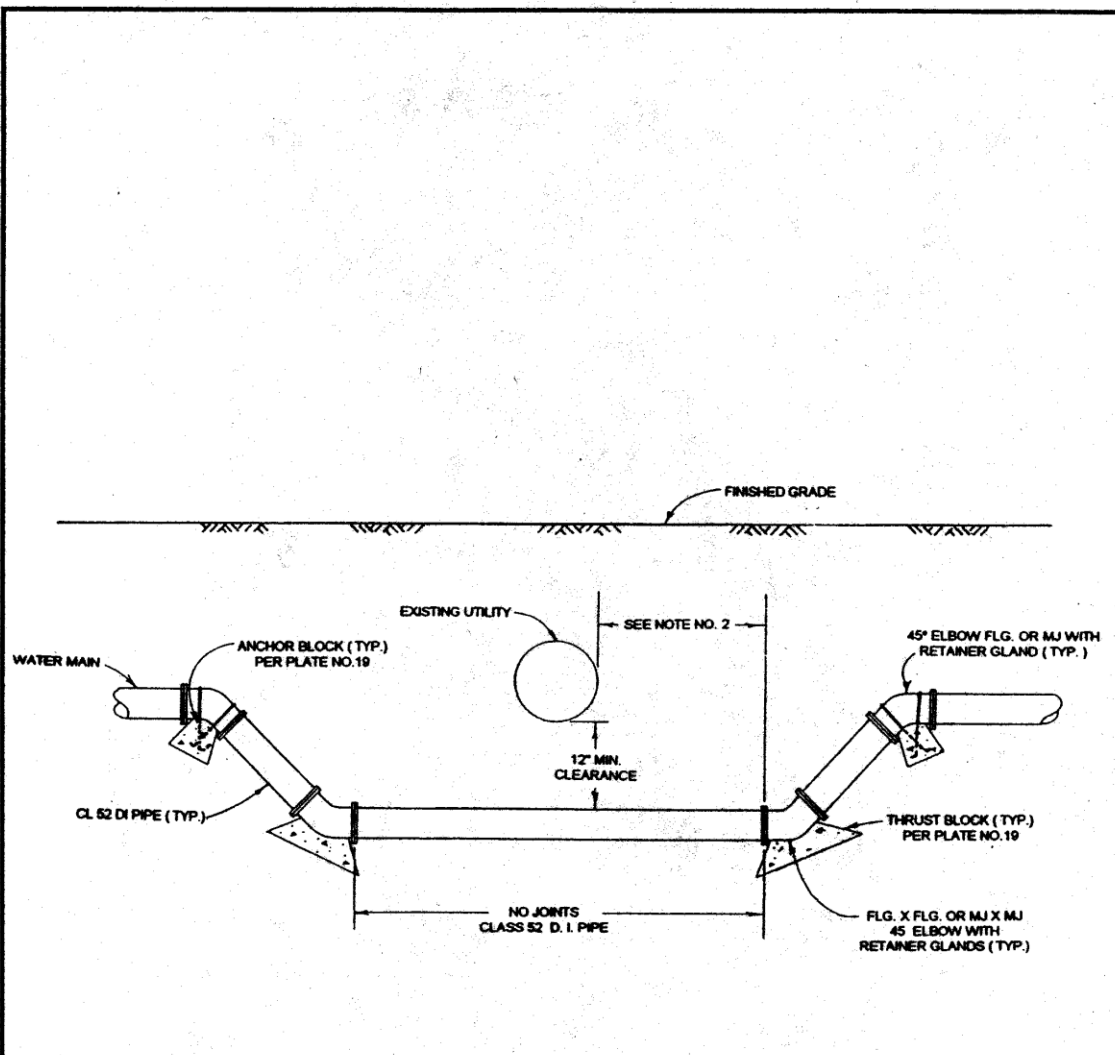 FINISHED GRADE
EXISTING UTILITY
SEE NOTE NO. 2
ANCHOR BLOCK (TYP.)
PER PLATE NO.19
WATER MAIN
45° ELBOW FLG. OR MJ WITH
RETAINER GLAND (TYP.)
12" MIN.
CLEARANCE
CL 52 DI PIPE (TYP.)
THRUST BLOCK (TYP.)
PER PLATE NO.19
NO JOINTS
CLASS 52 D. I. PIPE
FLG. X FLG. OR MJ X MJ
45 ELBOW WITH
RETAINER GLANDS (TYP.)